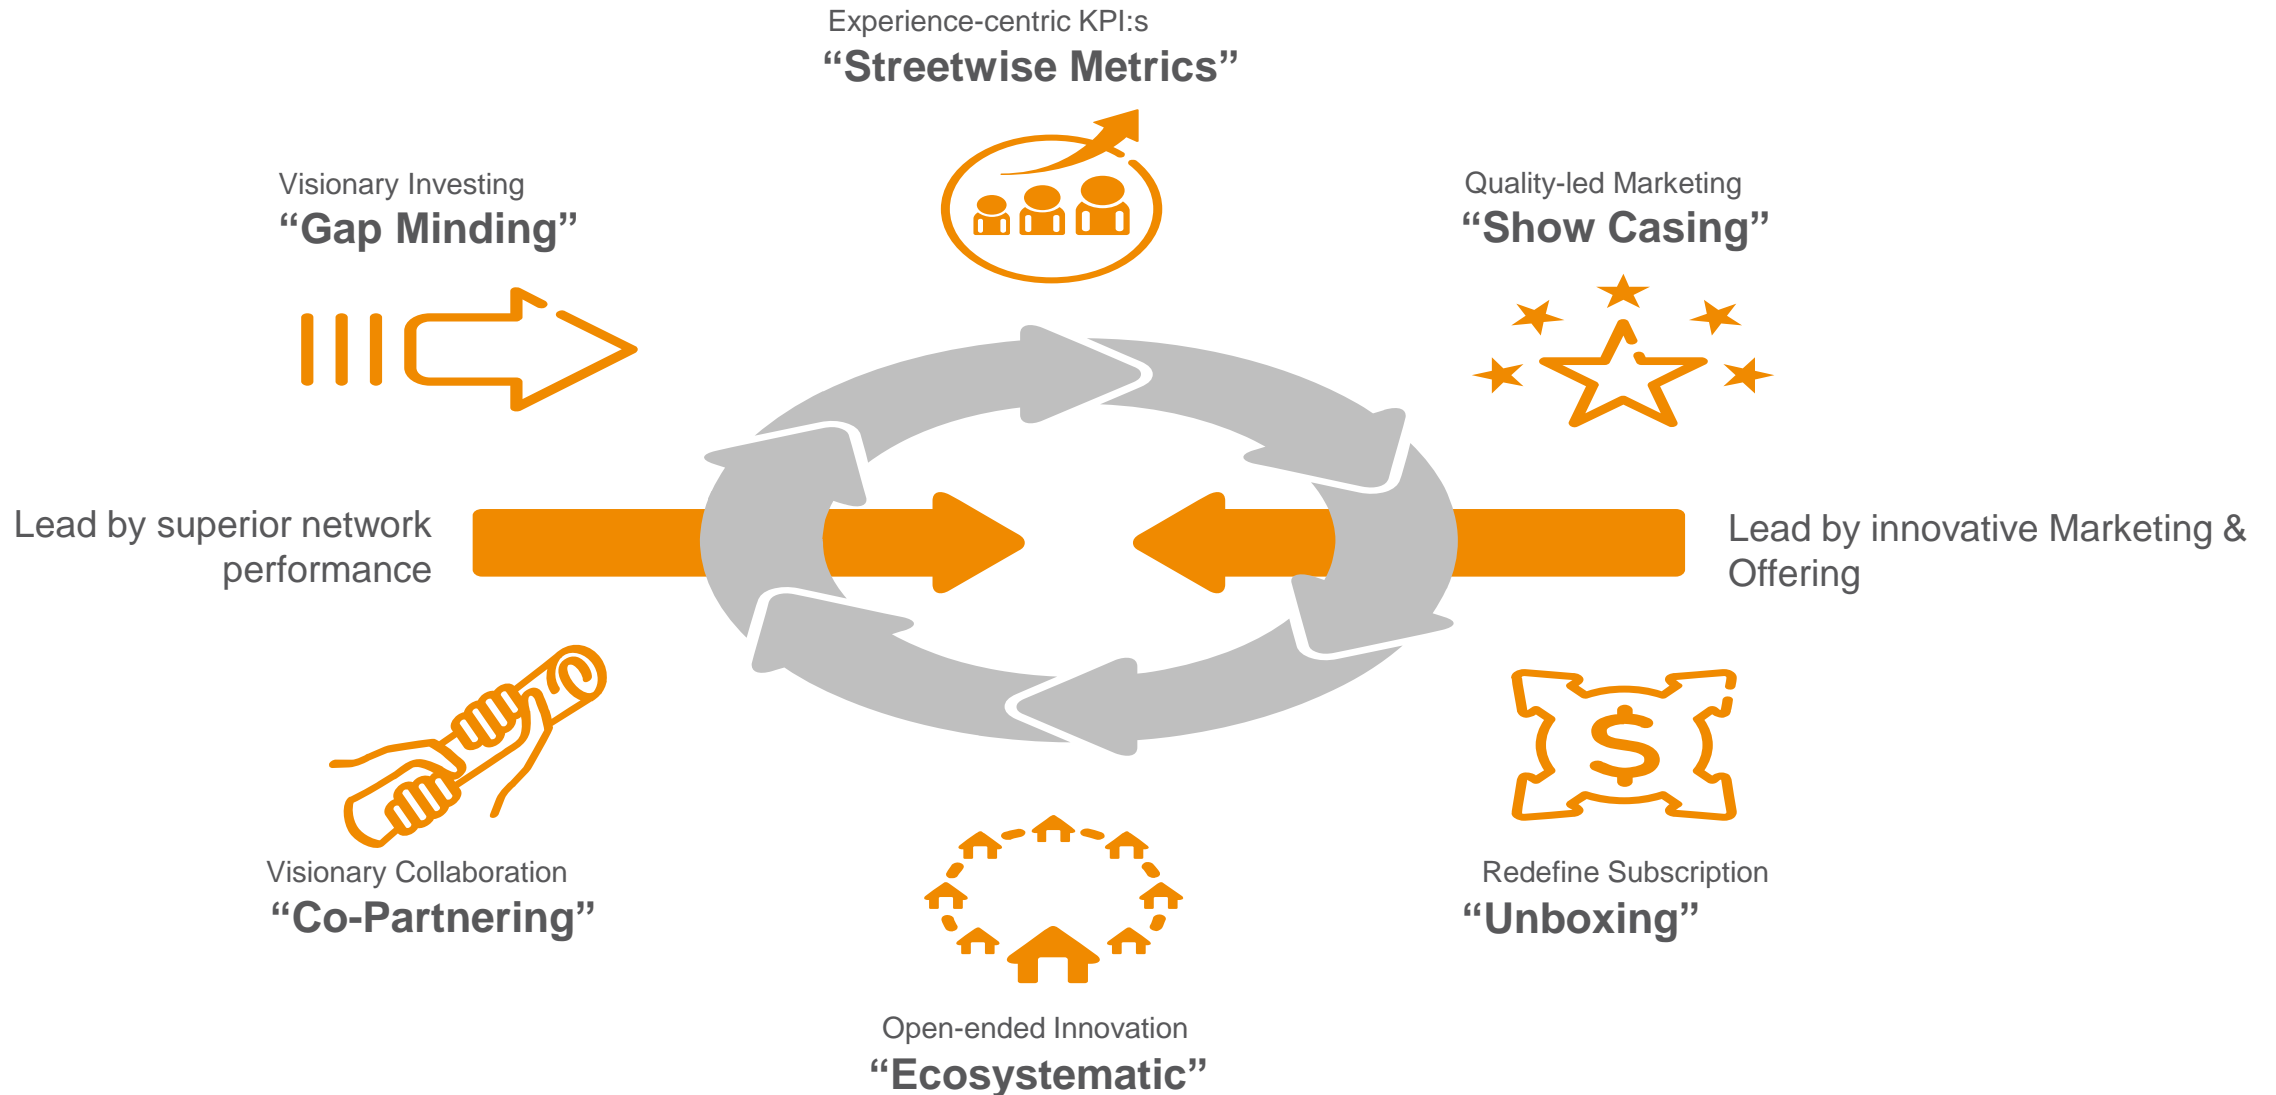 Experience-centric KPI:s
“Streetwise Metrics”
Visionary Investing
“Gap Minding”
Quality-led Marketing
“Show Casing”
Lead by superior network
performance
Lead by innovative Marketing &
Offering
$
Visionary Collaboration
“Co-Partnering”
Redefine Subscription
“Unboxing”
Open-ended Innovation
“Ecosystematic”